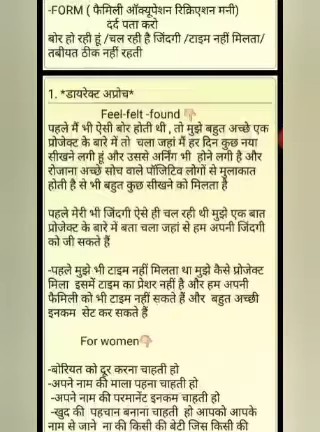 -FORM ( फैमिली ऑक्यूपेशन रिक्रिएशन मनी)
दर्द पता करो
बोर हो रही हूं /चल रही है जिंदगी /टाइम नहीं मिलता/
तबीयत ठीक नहीं रहती
1. *डायरेक्ट अप्रोच*
Feel-felt -found 👇🏻
पहले मैं भी ऐसी बोर होती थी , तो मुझे बहुत अच्छे एक
प्रोजेक्ट के बारे में तो चला जहां में हर दिन कुछ नया
सीखने लगी हूं और उससे अर्निंग भी होने लगी है और
रोजाना अच्छे सोच वाले पॉजिटिव लोगों से मुलाकात
होती है से भी बहुत कुछ सीखने को मिलता है
पहले मेरी भी जिंदगी ऐसे ही चल रही थी मुझे एक बात
प्रोजेक्ट के बारे में बता चला जहां से हम अपनी जिंदगी
को जी सकते हैं
-पहले मुझे भी टाइम नहीं मिलता था मुझे कैसे प्रोजेक्ट
मिला इसमें टाइम का प्रेशर नहीं है और हम अपनी
फैमिली को भी टाइम नहीं सकते हैं और बहुत अच्छी
इनकम सेट कर सकते हैं
For women👇🏻
-बोरियत को दूर करना चाहती हो
-अपने नाम की माला पहना चाहती हो
-अपने नाम की परमानेंट इनकम चाहती हो
-खुद की पहचान बनाना चाहती हो आपको आपके
नाम से जाने ना की किसी की बेटी जिस किसी की